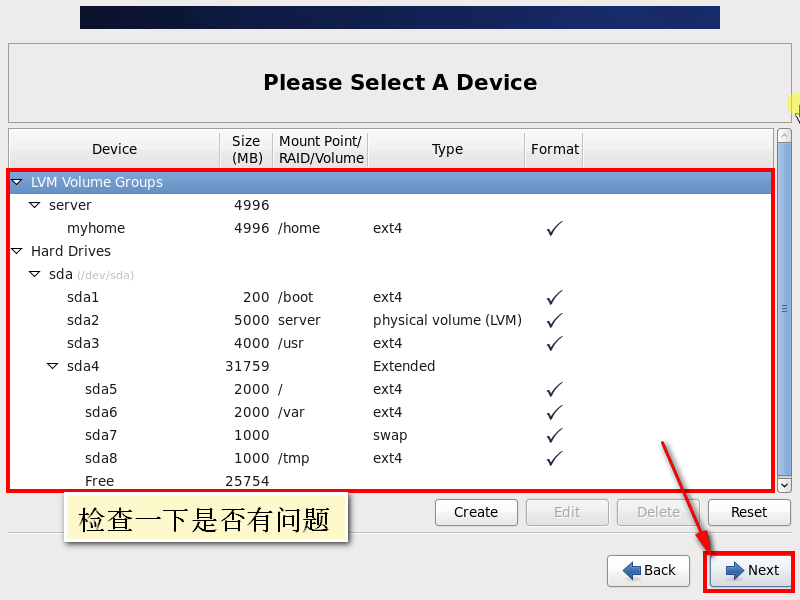 Please Select A Device
Device Size (MB) Mount Point/ RAID/Volume Type Format
LVM Volume Groups
server 4996
myhome 4996 /home ext4
Hard Drives
sda (/dev/sda)
sda1 200 /boot ext4
sda2 5000 server physical volume (LVM)
sda3 4000 /usr ext4
sda4 31759 Extended
sda5 2000 / ext4
sda6 2000 /var ext4
sda7 1000 swap
sda8 1000 /tmp ext4
Free 25754
检查一下是否有问题
Create Edit Delete Reset
Back Next